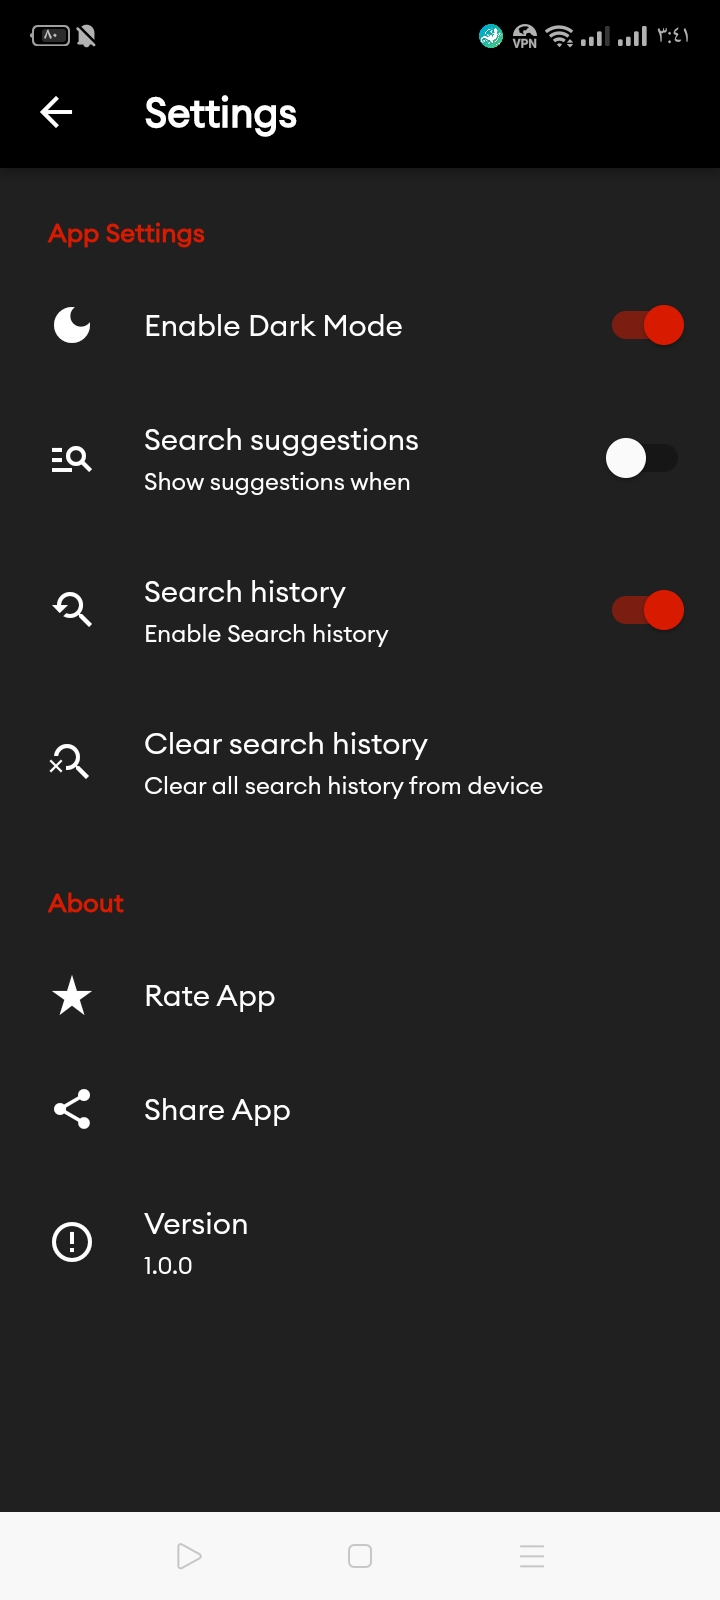 ٨٠
VPN
٣:٤١
Settings
App Settings
Enable Dark Mode
Search suggestions
Show suggestions when
Search history
Enable Search history
Clear search history
Clear all search history from device
About
Rate App
Share App
Version
1.0.0